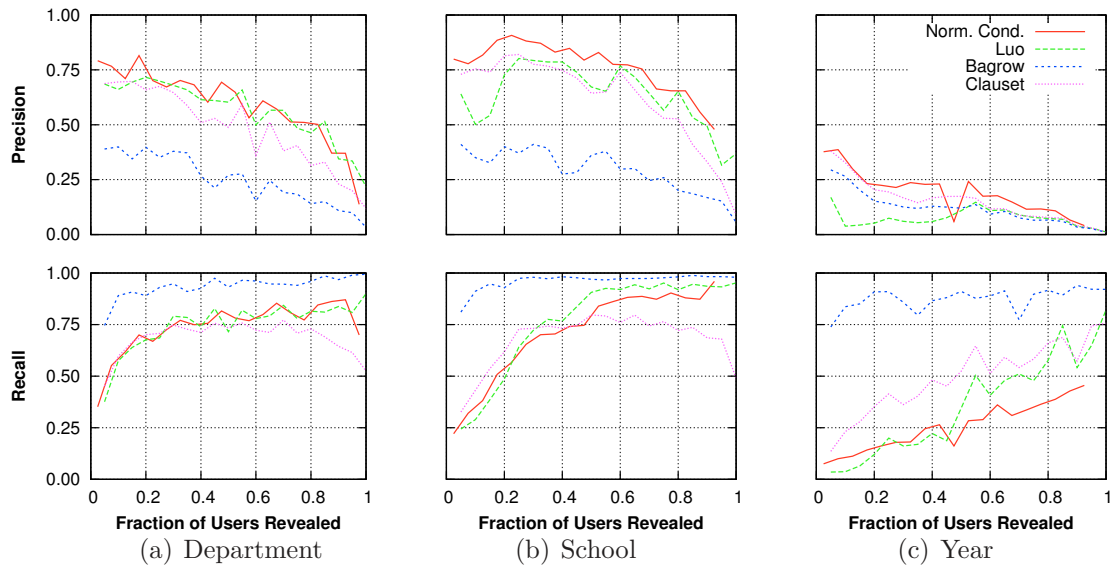 Norm. Cond.
Luo
Bagrow
Clauset
Precision
1.00
0.75
0.50
0.25
0.00
Recall
1.00
0.75
0.50
0.25
0.00
0 0.2 0.4 0.6 0.8 1
0 0.2 0.4 0.6 0.8 1
0 0.2 0.4 0.6 0.8 1
Fraction of Users Revealed
Fraction of Users Revealed
Fraction of Users Revealed
(a) Department
(b) School
(c) Year